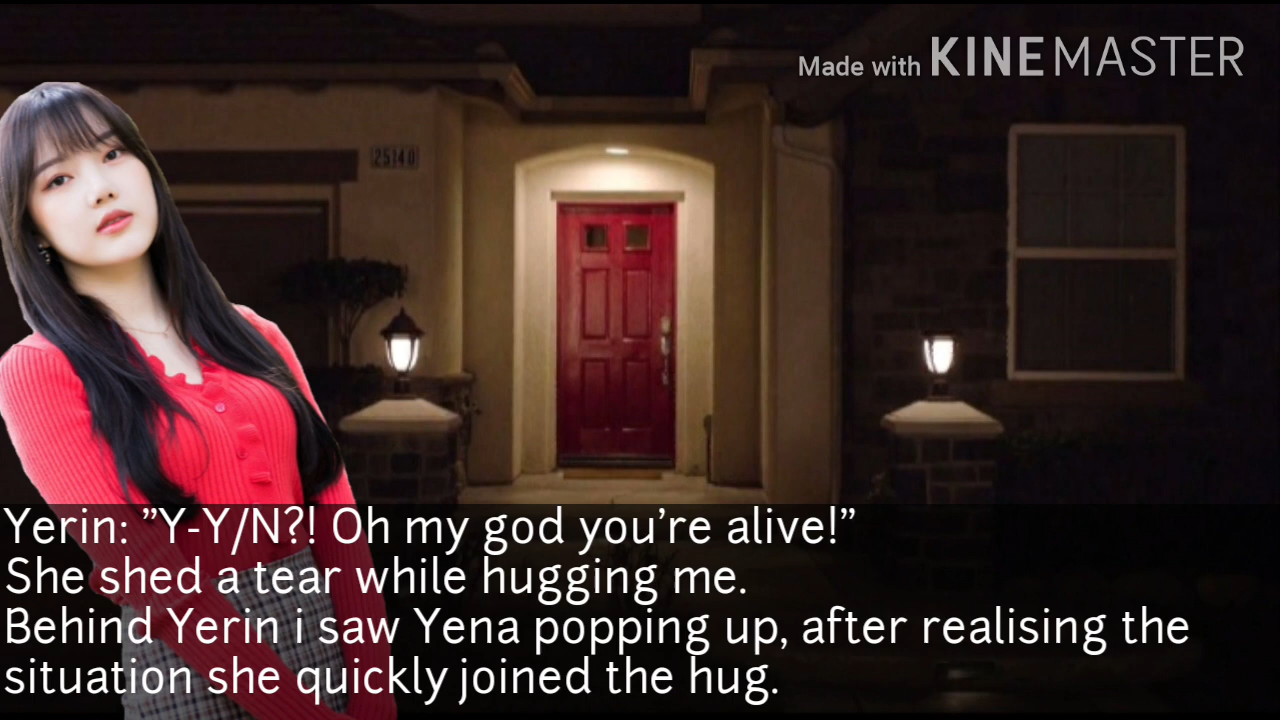 Made with KINEMASTER
25140
Yerin: ”Y-Y/N?! Oh my god you’re alive!”
She shed a tear while hugging me.
Behind Yerin i saw Yena popping up, after realising the
situation she quickly joined the hug.